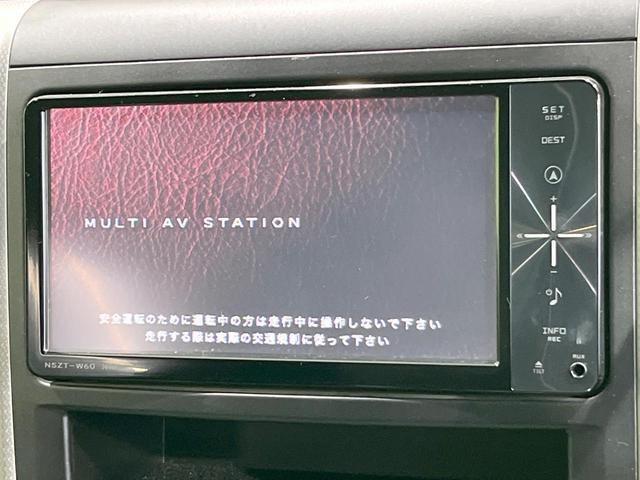 SET
DISP
DEST
MULTI AV STATION
安全運転のために運転中の方は走行中に操作しないで下さい
走行する際は実際の交通規制に従って下さい
INFO
REC
NSZT-W60
TILT
AUX